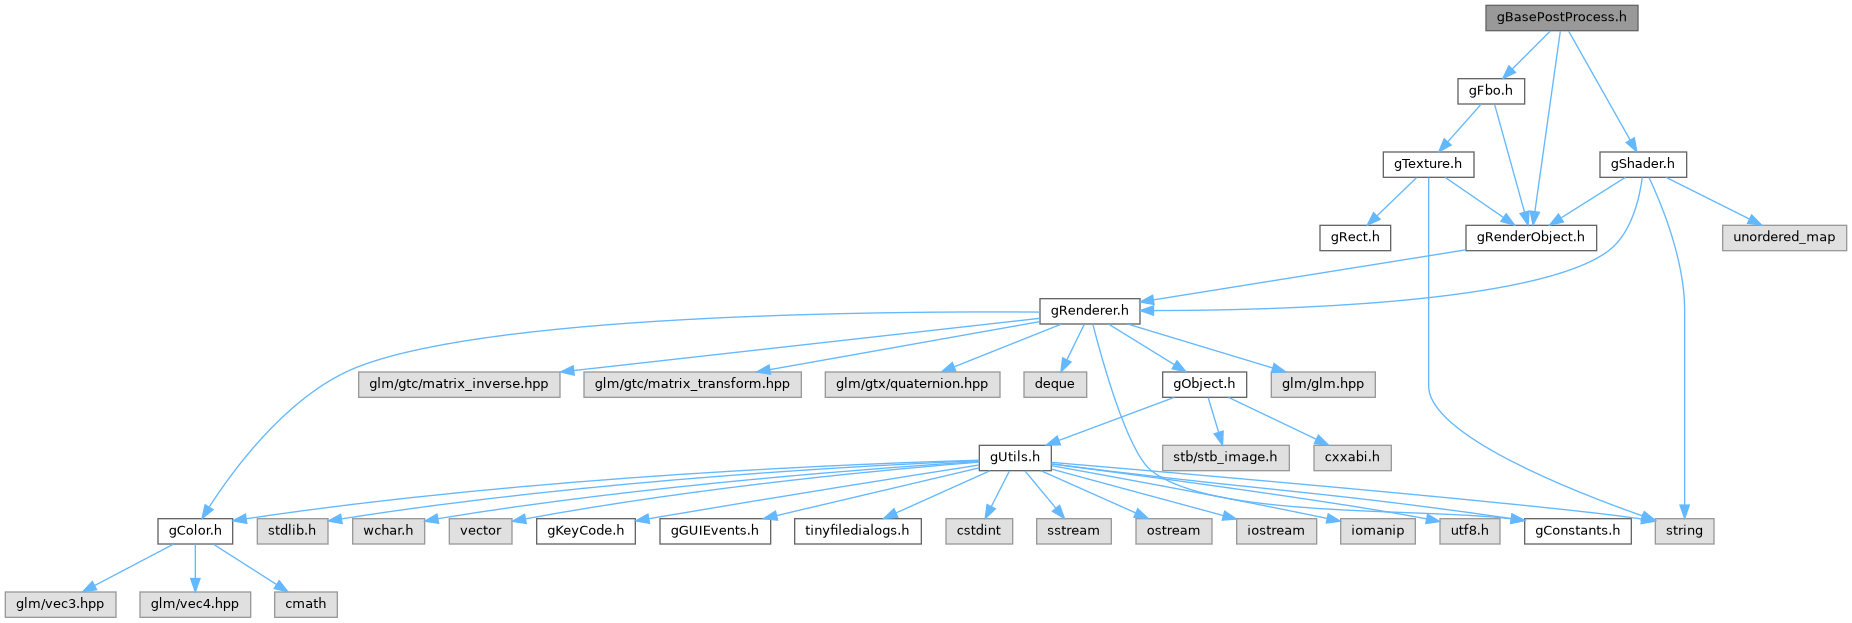 gBasePostProcess.h
gFbo.h
gTexture.h
gShader.h
gRect.h
gRenderObject.h
unordered_map
gRenderer.h
glm/gtc/matrix_inverse.hpp
glm/gtc/matrix_transform.hpp
glm/gtx/quaternion.hpp
deque
gObject.h
glm/glm.hpp
gUtils.h
stb/stb_image.h
cxxabi.h
gColor.h
stdlib.h
wchar.h
vector
gKeyCode.h
gGUIEvents.h
tinyfiledialogs.h
cstdint
sstream
ostream
iostream
iomanip
utf8.h
gConstants.h
string
glm/vec3.hpp
glm/vec4.hpp
cmath